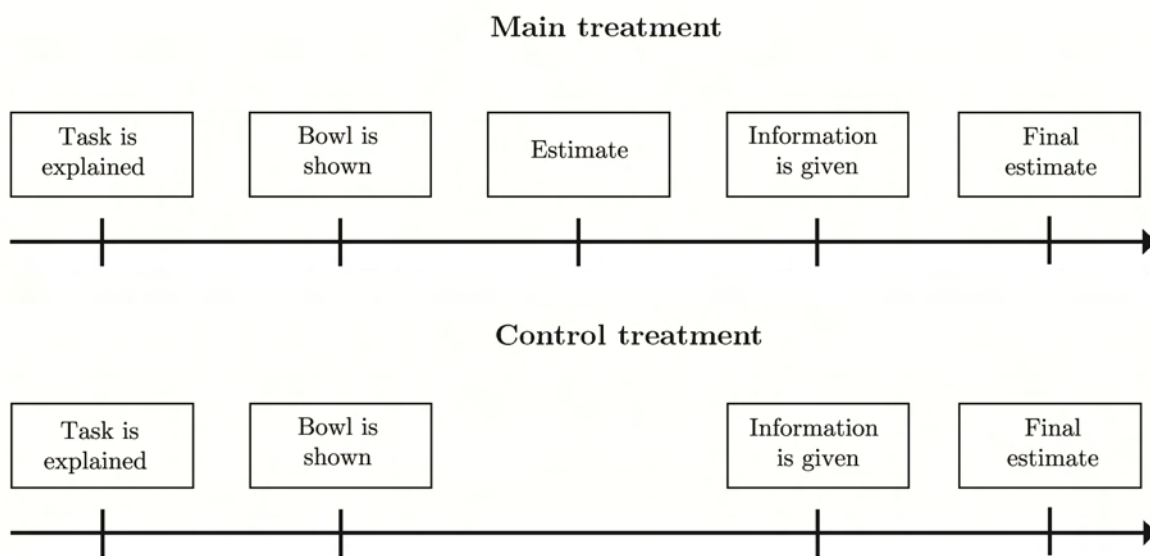 Main treatment
Task is
explained
Bowl is
shown
Estimate
Information
is given
Final
estimate
Control treatment
Task is
explained
Bowl is
shown
Information
is given
Final
estimate